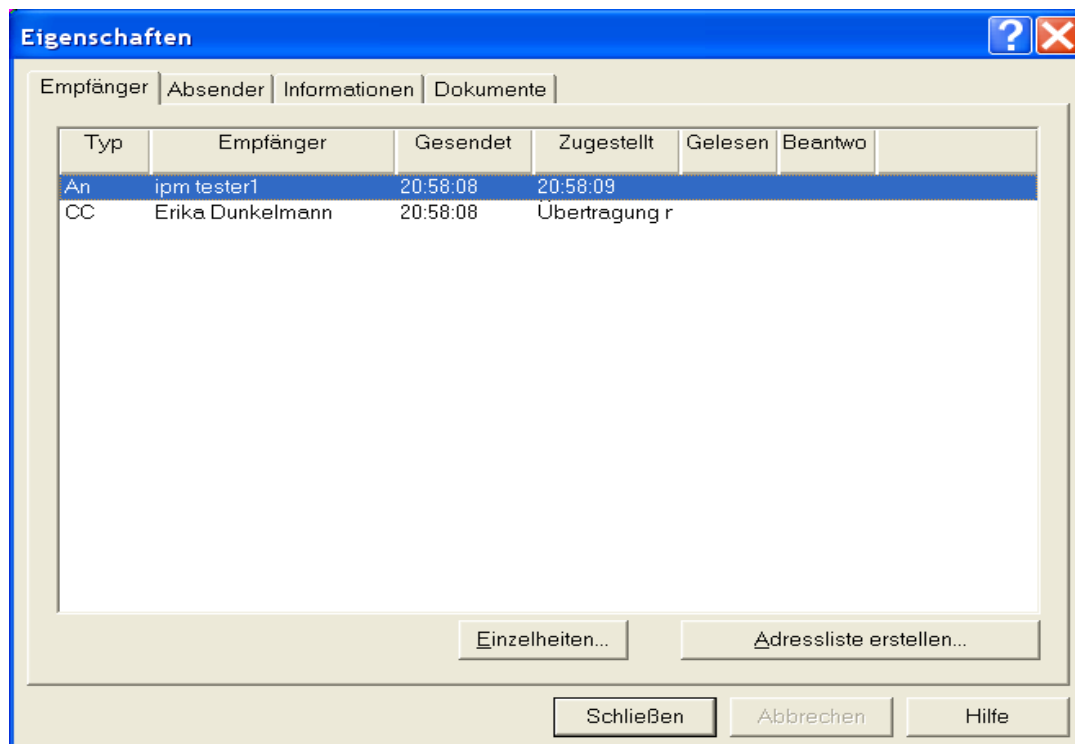 Eigenschaften
Empfänger Absender Informationen Dokumente
Typ Empfänger Gesendet Zugestellt Gelesen Beantwo
An ipm tester1 20:58:08 20:58:09
CC Erika Dunkelmann 20:58:08 Übertragung r
Einzelheiten... Adressliste erstellen...
Schließen Abbrechen Hilfe